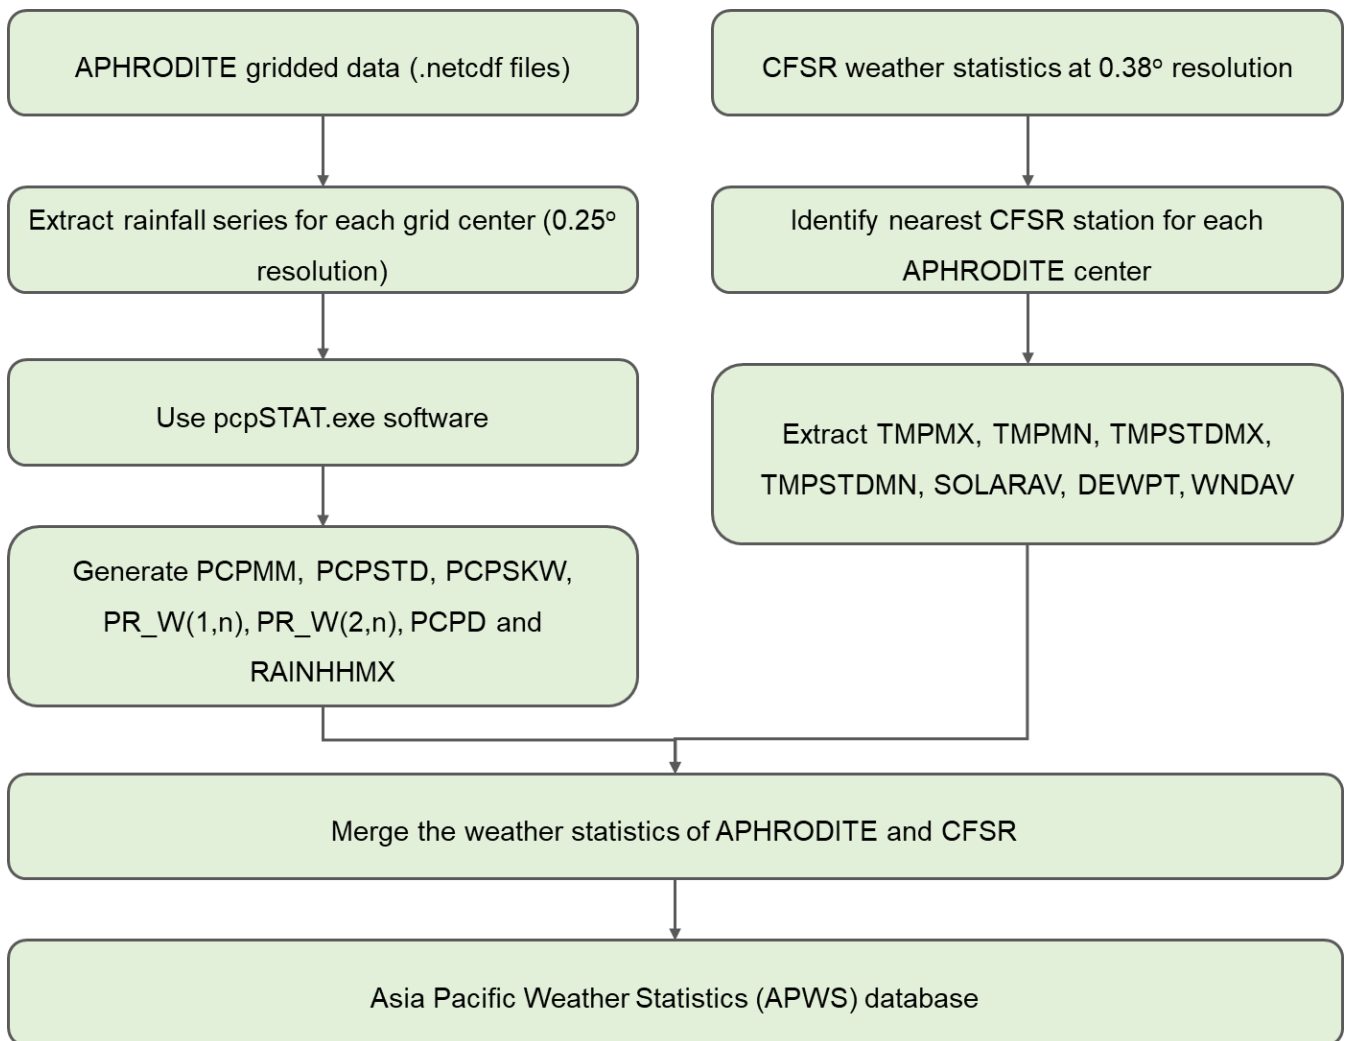 APHRODITE gridded data (.netcdf files)
Extract rainfall series for each grid center (0.25º
resolution)
Use pcpSTAT.exe software
Generate PCPMM, PCPSTD, PCPSKW,
PR_W(1,n), PR_W(2,n), PCPD and
RAINHHMX
CFSR weather statistics at 0.38º resolution
Identify nearest CFSR station for each
APHRODITE center
Extract TMPMX, TMPMN, TMPSTDMX,
TMPSTDMN, SOLARAV, DEWPT, WNDAV
Merge the weather statistics of APHRODITE and CFSR
Asia Pacific Weather Statistics (APWS) database